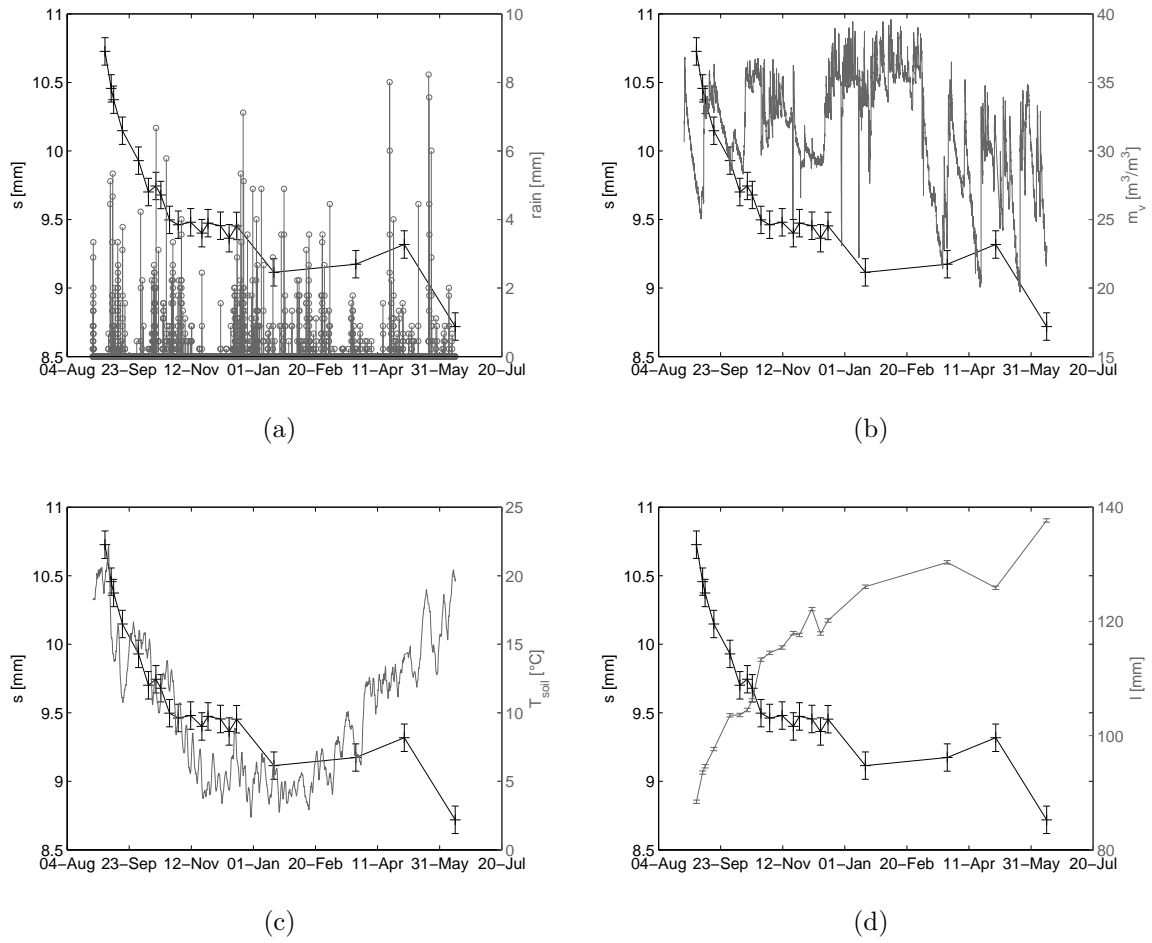 11
10.5
10
9.5
9
8.5
s [mm]
10
8
6
4
2
0
rain [mm]
04–Aug 23–Sep 12–Nov 01–Jan 20–Feb 11–Apr 31–May 20–Jul
(a)
11
10.5
10
9.5
9
8.5
s [mm]
40
35
30
25
20
15
m_v [m³/m³]
04–Aug 23–Sep 12–Nov 01–Jan 20–Feb 11–Apr 31–May 20–Jul
(b)
11
10.5
10
9.5
9
8.5
s [mm]
25
20
15
10
5
0
T_soil [°C]
04–Aug 23–Sep 12–Nov 01–Jan 20–Feb 11–Apr 31–May 20–Jul
(c)
11
10.5
10
9.5
9
8.5
s [mm]
140
120
100
80
l [mm]
04–Aug 23–Sep 12–Nov 01–Jan 20–Feb 11–Apr 31–May 20–Jul
(d)